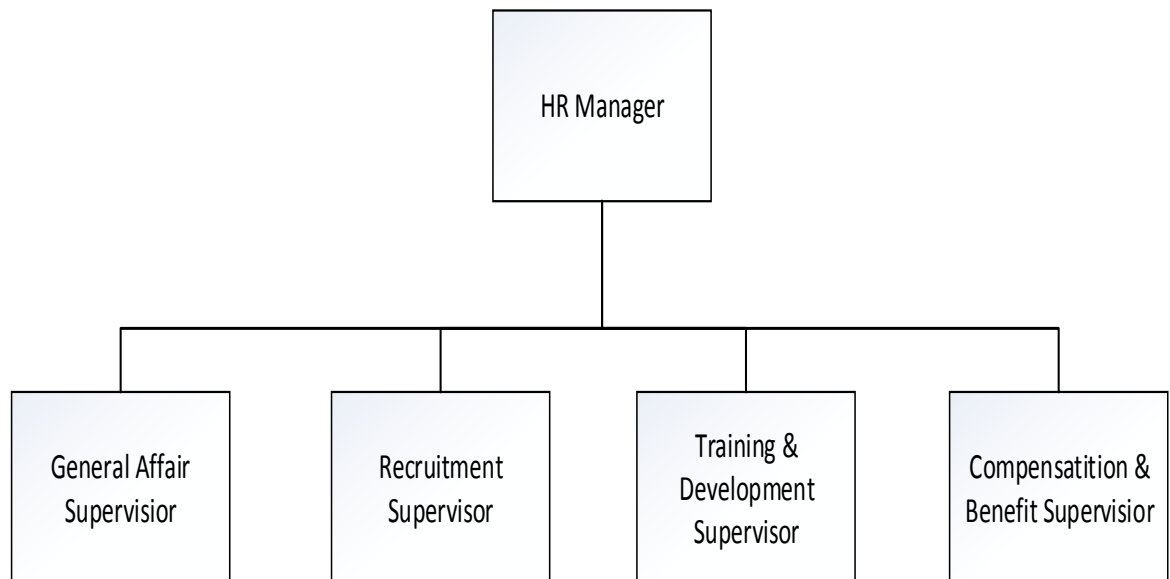 HR Manager
General Affair
Supervisior
Recruitment
Supervisor
Training &
Development
Supervisor
Compensatition &
Benefit Supervisior